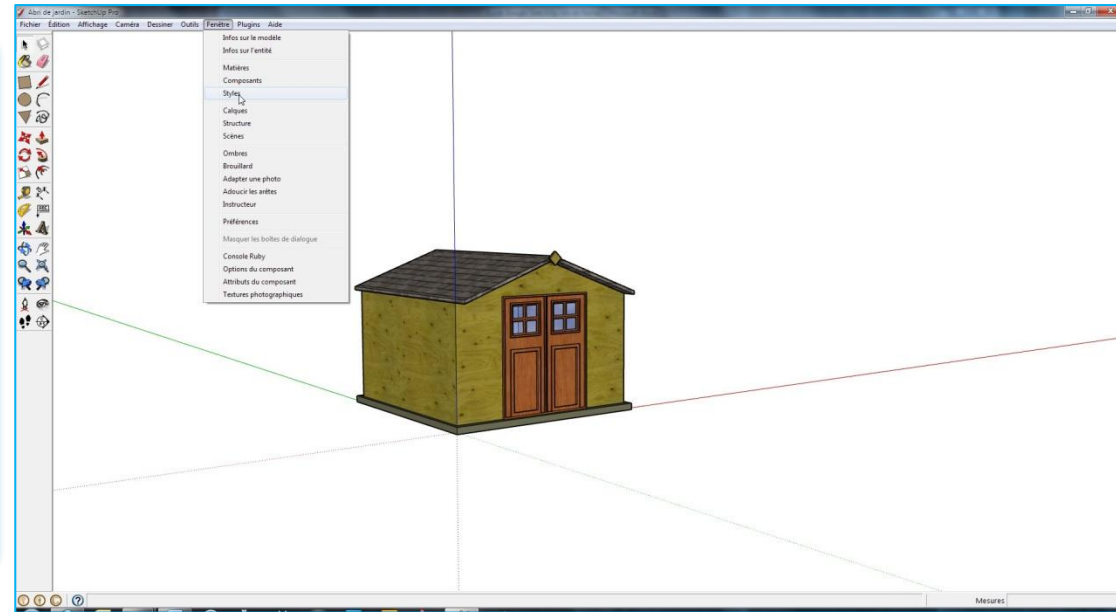 Abri de jardin - SketchUp Pro
Fichier Édition Affichage Caméra Dessiner Outils Fenêtre Plugins Aide
Infos sur le modèle
Infos sur l'entité
Matières
Composants
Styles
Calques
Structure
Scènes
Ombres
Brouillard
Adapter une photo
Adoucir les arêtes
Instructeur
Préférences
Masquer les boîtes de dialogue
Console Ruby
Options du composant
Attributs du composant
Textures photographiques
Mesures